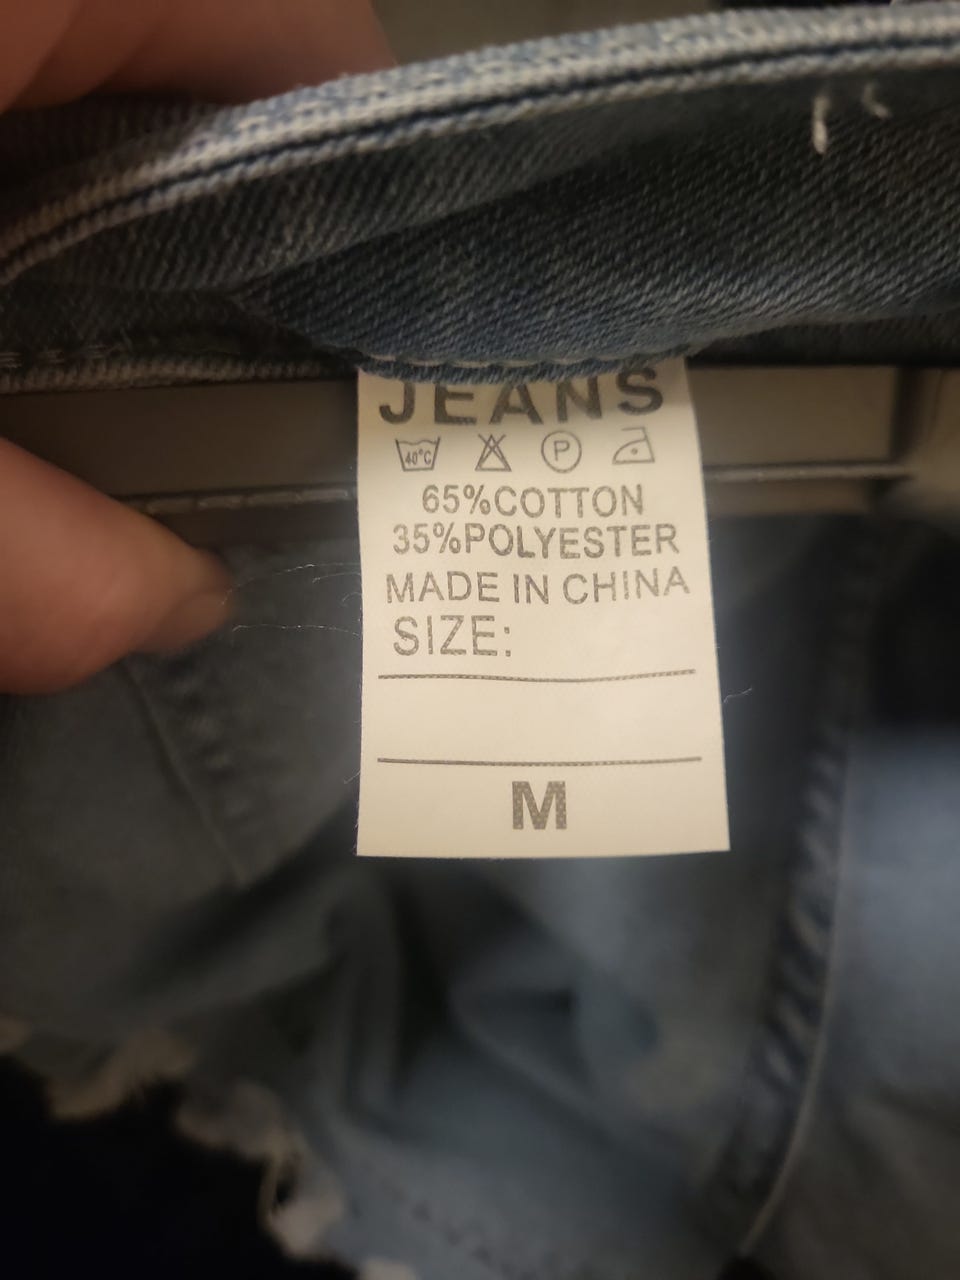 JEANS
40°C P
65%COTTON
35%POLYESTER
MADE IN CHINA
SIZE:
M